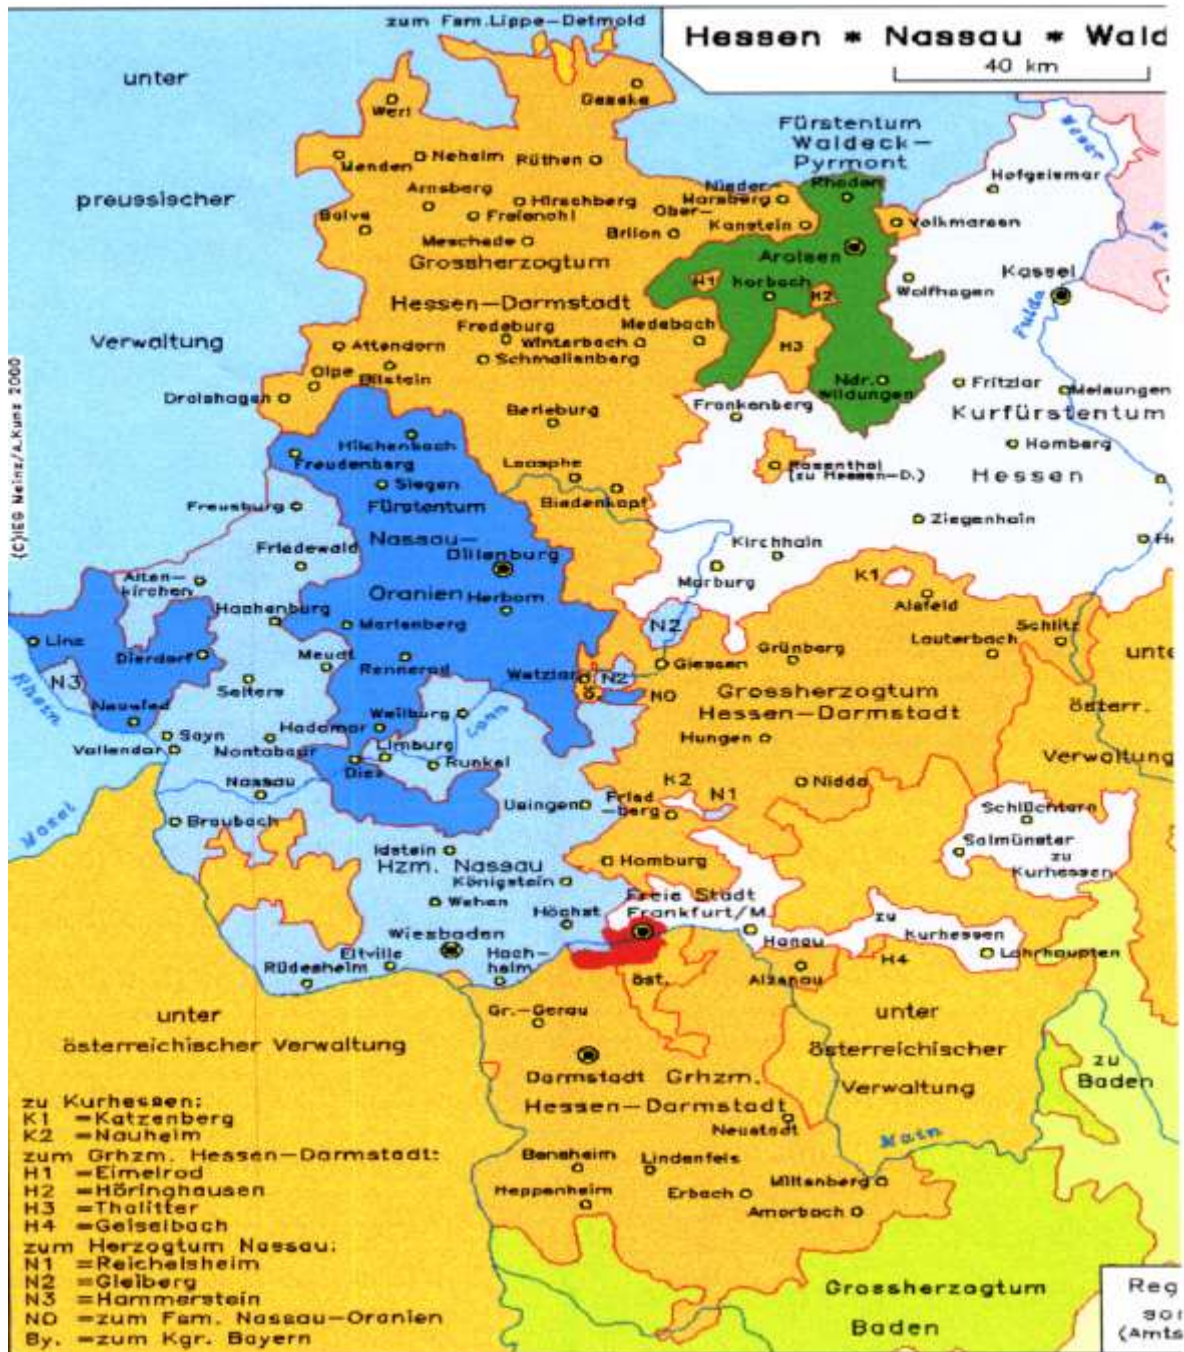 zum Fsm.Lippe-Detmold
Hessen * Nassau * Wald
40 km
unter
preussischer
Verwaltung
Werl
Geseke
Menden
Neheim
Rüthen
Arnsberg
Hirschberg
Balve
Freienohl
Meschede
Brilon
Grossherzogtum
Hessen-Darmstadt
Fürstentum
Waldeck-
Pyrmont
Nieder-
Marsberg
Rhoden
Ober-
Kanstein
Volkmarsen
Hofgeismar
Weser
Arolsen
Kassel
Wolfhagen
Fulda
H1
Korbach
H2
H3
Fredeburg
Medebach
Winterbach
Schmallenberg
Attendorn
Olpe
Bilstein
Drolshagen
Berleburg
Ndr.
Wildungen
Fritzlar
Melsungen
Frankenberg
Kurfürstentum
Homberg
Hessen
Rosenthal
(zu Hessen-D.)
Ziegenhain
Kirchhain
Marburg
Laasphe
Biedenkopf
Hilchenbach
Freudenberg
Siegen
Freusburg
Fürstentum
Nassau-
Oranien
Friedewald
Dillenburg
Herborn
Alten-
kirchen
Hachenburg
Marienberg
Linz
Dierdorf
Meudt
Rennerod
Selters
N3
Rhein
Neuwied
Sayn
Vallendar
Hadamar
Weilburg
Lahn
Limburg
Montabaur
Runkel
Diez
Nassau
Usingen
Braubach
Mosel
Idstein
Hzm. Nassau
Königstein
Wehen
Höchst
Wiesbaden
Eltville
Rüdesheim
Hoch-
heim
Wetzlar
N2
N2
NO
Ö.
Giessen
K1
Alsfeld
Lauterbach
Schlitz
Grünberg
Grossherzogtum
Hessen-Darmstadt
Hungen
unte
österr.
Verwaltung
K2
N1
Nidda
Fried
-berg
Homburg
Schlüchtern
Salmünster
zu
Kurhessen
Freie Stadt
Frankfurt/M.
Hanau
zu
Kurhessen
H4
Lohrhaupten
öst.
Alzenau
Gr.-Gerau
Darmstadt
Grhzm.
Hessen-Darmstadt
Neustadt
unter
österreichischer
Verwaltung
Main
zu
Baden
Bensheim
Lindenfels
Heppenheim
Erbach
Miltenberg
Amorbach
Grossherzogtum
Baden
unter
österreichischer Verwaltung
zu Kurhessen:
K1 =Katzenberg
K2 =Nauheim
zum Grhzm. Hessen-Darmstadt:
H1 =Eimelrod
H2 =Höringhausen
H3 =Thalitter
H4 =Geiselbach
zum Herzogtum Nassau:
N1 =Reichelsheim
N2 =Gleiberg
N3 =Hammerstein
NO =zum Fsm. Nassau-Oranien
By. =zum Kgr. Bayern
Reg
(Amts
(C)IEG Mainz/A.Kunz 2000